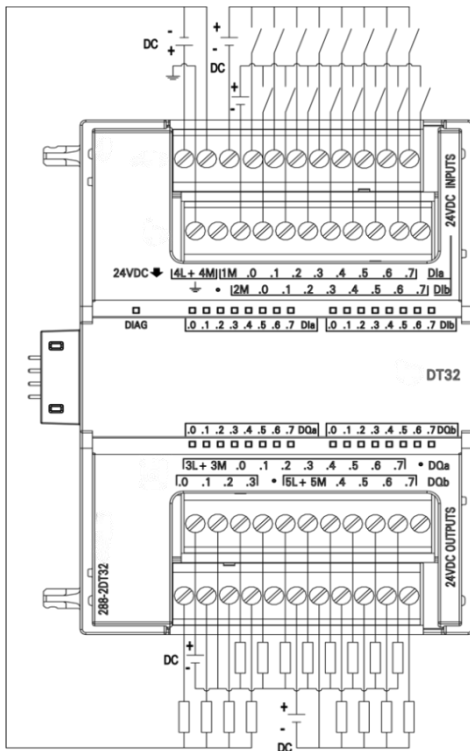 - + DC
+ - DC
+ -
24VDC INPUTS
24VDC 4L+ 4M 1M .0 .1 .2 .3 .4 .5 .6 .7 DIa
• 2M .0 .1 .2 .3 .4 .5 .6 .7 DIb
DIAG .0 .1 .2 .3 .4 .5 .6 .7 DIa .0 .1 .2 .3 .4 .5 .6 .7 DIb
DT32
.0 .1 .2 .3 .4 .5 .6 .7 DQa .0 .1 .2 .3 .4 .5 .6 .7 DQb
3L+ 3M .0 .1 .2 .3 .4 .5 .6 .7 • DQa
.0 .1 .2 .3 • 5L+ 5M .4 .5 .6 .7 DQb
288-2DT32
24VDC OUTPUTS
DC + -
+ - DC